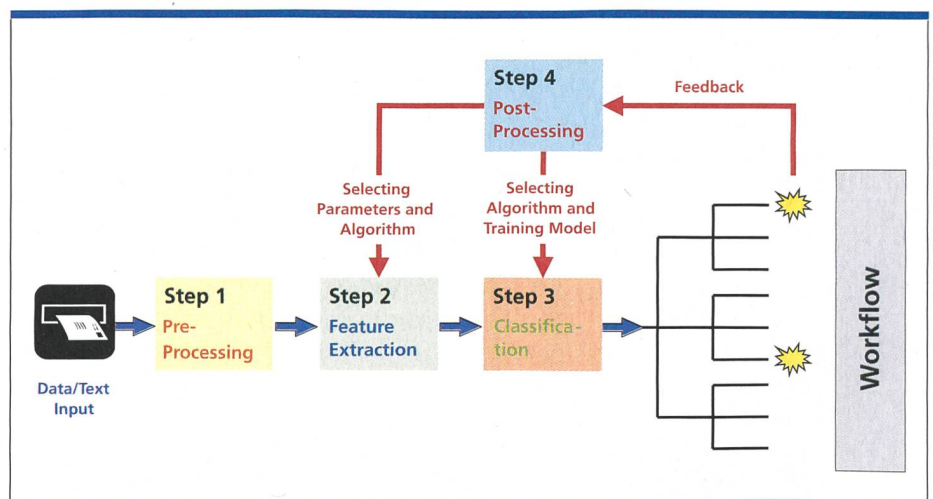 Step 4
Post-
Processing
Feedback
Selecting
Parameters and
Algorithm
Selecting
Algorithm and
Training Model
Step 1
Pre-
Processing
Step 2
Feature
Extraction
Step 3
Classifica-
tion
Data/Text
Input
Workflow